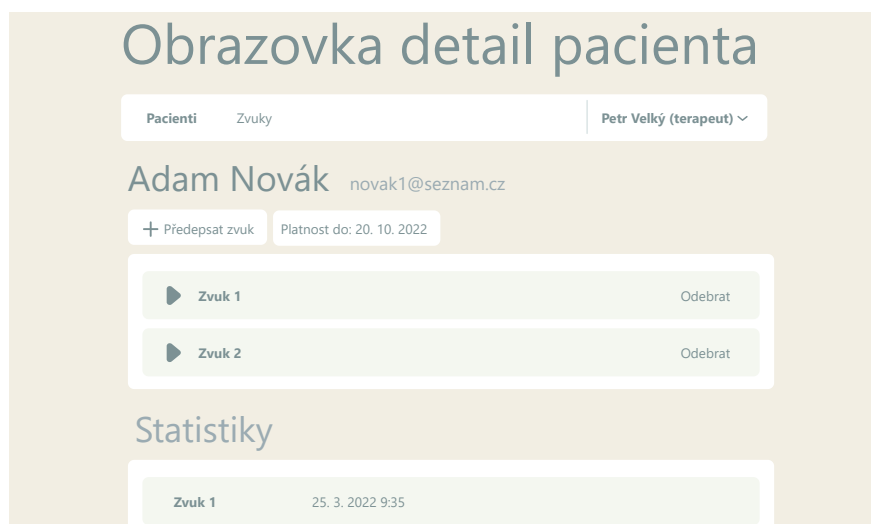 Obrazovka detail pacienta
Pacienti Zvuky Petr Velký (terapeut)
Adam Novák novak1@seznam.cz
Předepsat zvuk Platnost do: 20. 10. 2022
Zvuk 1 Odebrat
Zvuk 2 Odebrat
Statistiky
Zvuk 1 25. 3. 2022 9:35